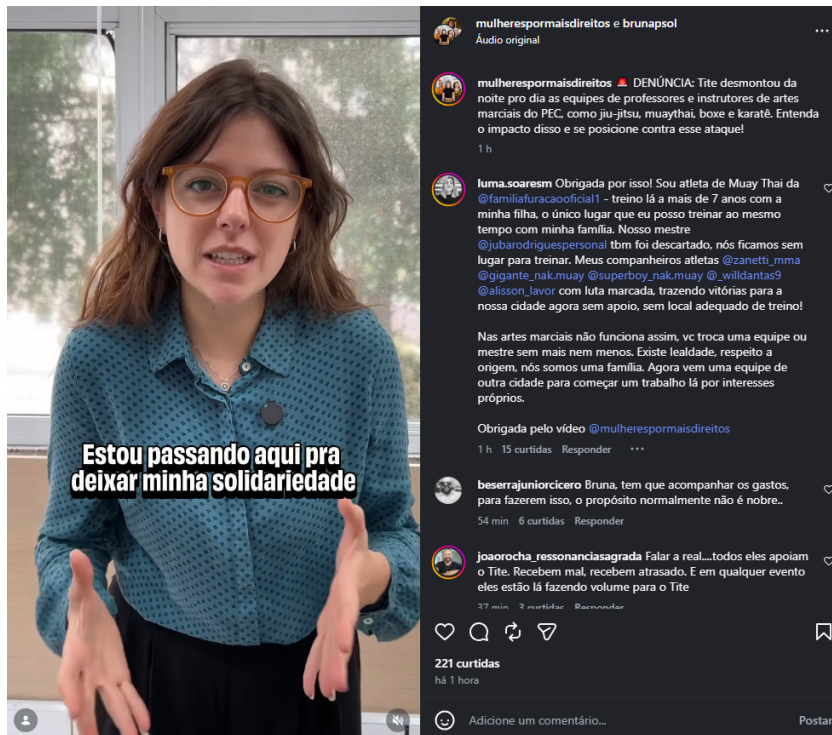 mulherespormaisdireitos e brunapsol
Áudio original
mulherespormaisdireitos 🚨 DENÚNCIA: Tite desmontou da
noite pro dia as equipes de professores e instrutores de artes
marciais do PEC, como jiu-jitsu, muaythai, boxe e karatê. Entenda
o impacto disso e se posicione contra esse ataque!
1 h
luma.soaresm Obrigada por isso! Sou atleta de Muay Thai da
@familiafuracaooficial1 - treino lá a mais de 7 anos com a
minha filha, o único lugar que eu posso treinar ao mesmo
tempo com minha família. Nosso mestre
@jubarodriguespersonal tbm foi descartado, nós ficamos sem
lugar para treinar. Meus companheiros atletas @zanetti_mma
@gigante_nak.muay @superboy_nak.muay @_willdantas9
@alisson_lavor com luta marcada, trazendo vitórias para a
nossa cidade agora sem apoio, sem local adequado de treino!
Nas artes marciais não funciona assim, vc troca uma equipe ou
mestre sem mais nem menos. Existe lealdade, respeito a
origem, nós somos uma família. Agora vem uma equipe de
outra cidade para começar um trabalho lá por interesses
próprios.
Obrigada pelo vídeo @mulherespormaisdireitos
1 h 15 curtidas Responder
beserrajuniorcicero Bruna, tem que acompanhar os gastos,
para fazerem isso, o propósito normalmente não é nobre..
54 min 6 curtidas Responder
joaorocha_ressonanciasagrada Falar a real....todos eles apoiam
o Tite. Recebem mal, recebem atrasado. E em qualquer evento
eles estão lá fazendo volume para o Tite
37 min 3 curtidas Responder
221 curtidas
há 1 hora
Adicione um comentário...
Postar
Estou passando aqui pra
deixar minha solidariedade